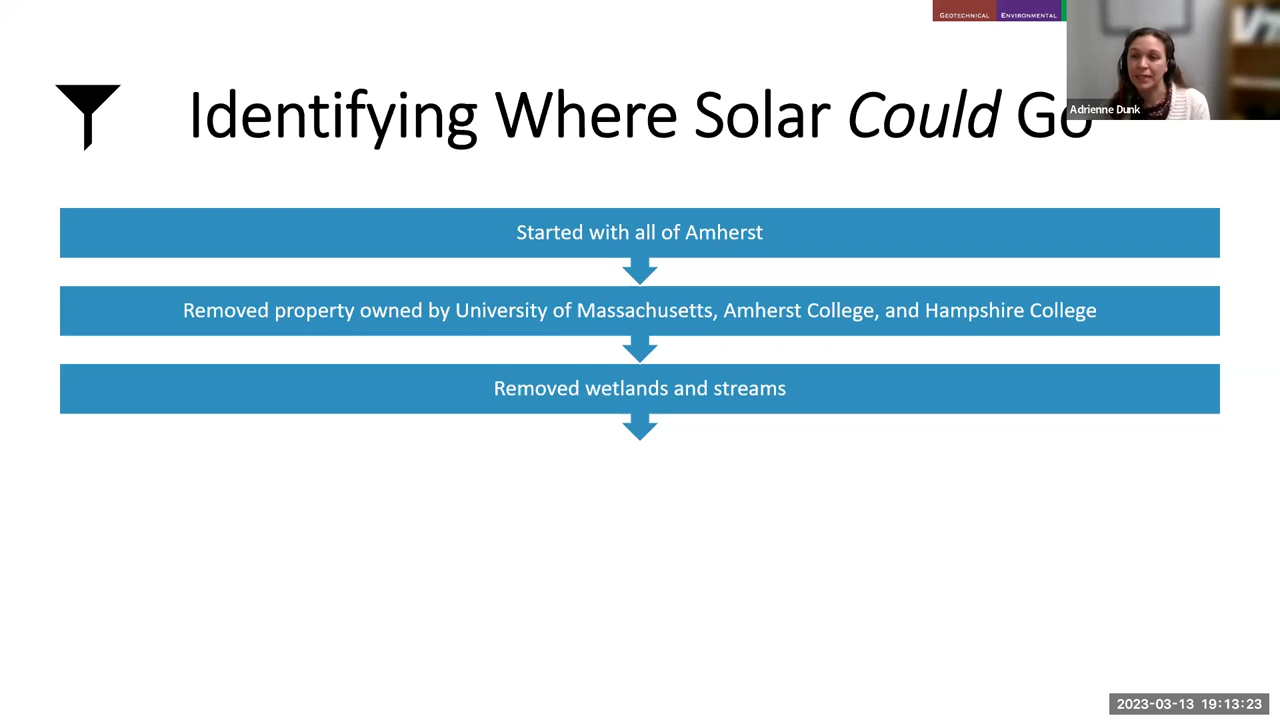 GEOTECHNICAL ENVIRONMENTAL
Adrienne Dunk
Identifying Where Solar Could Go
Started with all of Amherst
Removed property owned by University of Massachusetts, Amherst College, and Hampshire College
Removed wetlands and streams
2023-03-13 19:13:23